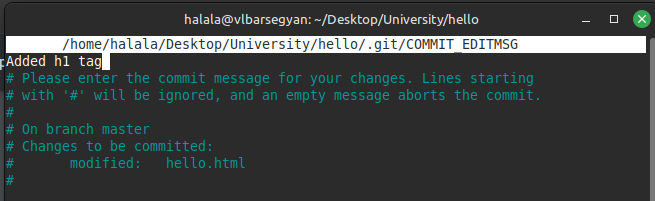 halala@vlbarsegyan: ~/Desktop/University/hello
/home/halala/Desktop/University/hello/.git/COMMIT_EDITMSG
Added h1 tag
# Please enter the commit message for your changes. Lines starting
# with '#' will be ignored, and an empty message aborts the commit.
#
# On branch master
# Changes to be committed:
#       modified:   hello.html
#